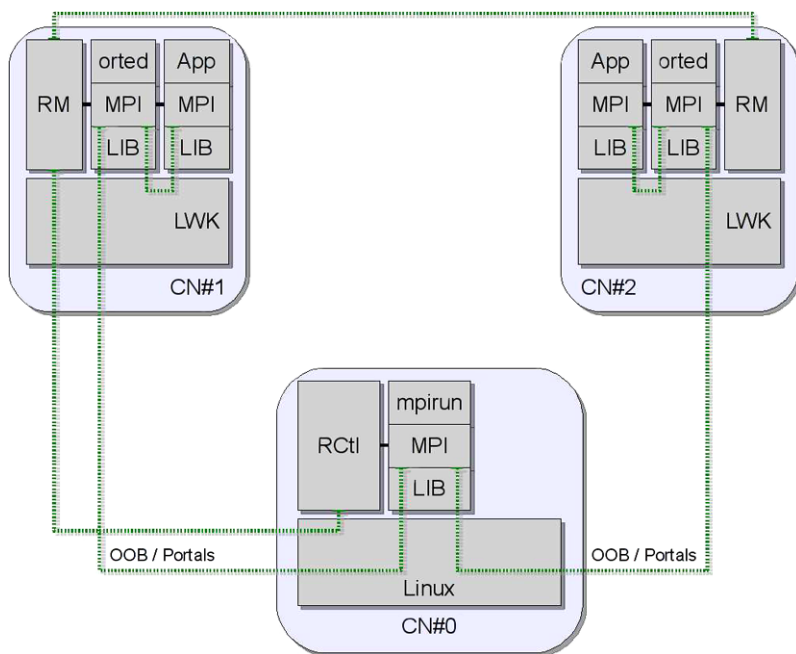 orted App
RM MPI MPI
LIB LIB
LWK
CN#1
App orted
MPI MPI RM
LIB LIB
LWK
CN#2
mpirun
RCtl MPI
LIB
OOB / Portals
OOB / Portals
Linux
CN#0